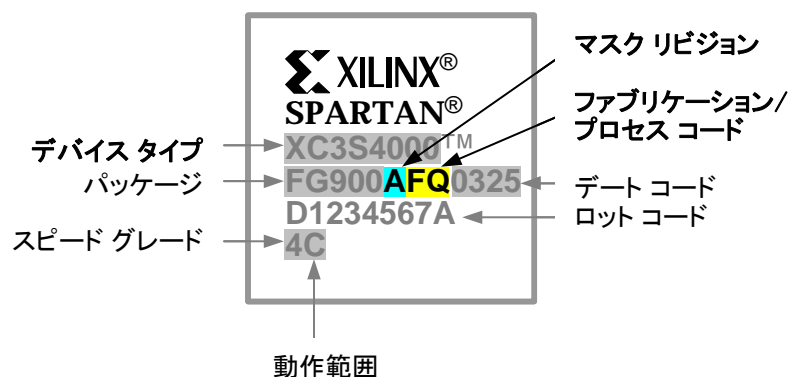 マスク リビジョン
XILINX®
SPARTAN®
ファブリケーション/
プロセス コード
デバイス タイプ
XC3S4000™
パッケージ
FG900AFQ0325
デート コード
D1234567A
ロット コード
スピード グレード
4C
動作範囲